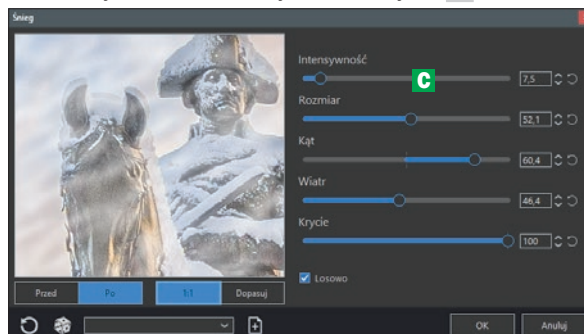 Śnieg
Intensywność
C
7,5
Rozmiar
52,1
Kąt
60,4
Wiatr
46,4
Krycie
100
Losowo
Przed Po 1:1 Dopasuj
OK Anuluj